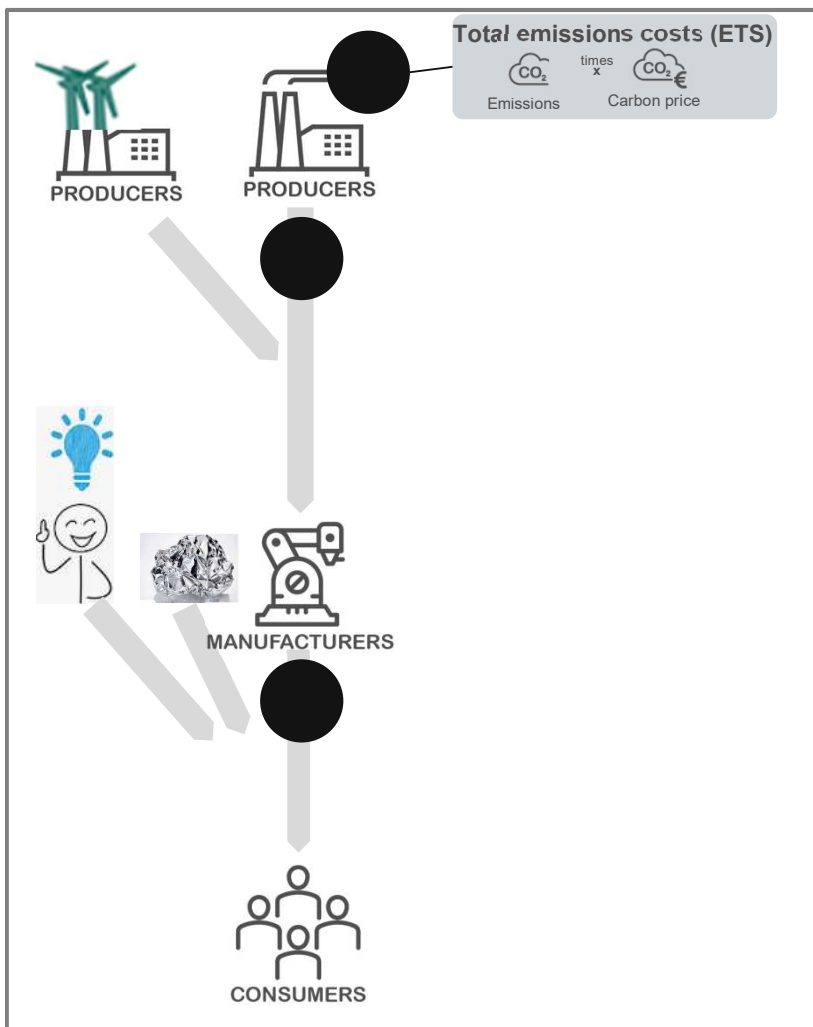 Total emissions costs (ETS)
CO₂
times
x
CO₂
€
Emissions
Carbon price
PRODUCERS
PRODUCERS
MANUFACTURERS
CONSUMERS